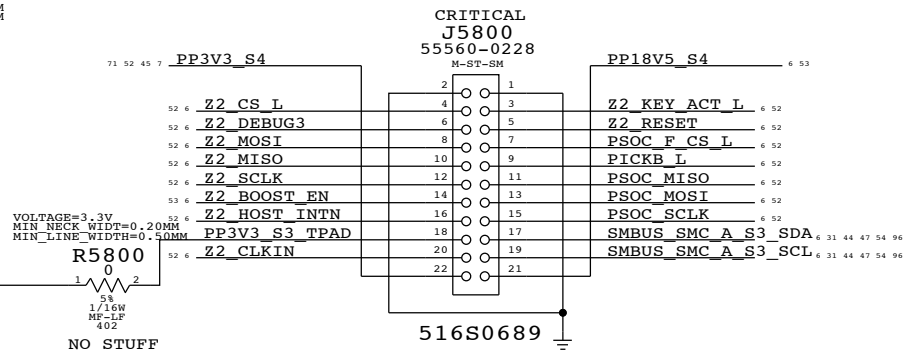 M
M
CRITICAL
J5800
55560-0228
M-ST-SM
71 52 45 7 PP3V3_S4
PP18V5_S4 6 53
2 1
52 6 Z2_CS_L 4 3 Z2_KEY_ACT_L 6 52
52 6 Z2_DEBUG3 6 5 Z2_RESET 6 52
52 6 Z2_MOSI 8 7 PSOC_F_CS_L 6 52
52 6 Z2_MISO 10 9 PICKB_L 6 52
52 6 Z2_SCLK 12 11 PSOC_MISO 6 52
53 6 Z2_BOOST_EN 14 13 PSOC_MOSI 6 52
52 6 Z2_HOST_INTN 16 15 PSOC_SCLK 6 52
VOLTAGE=3.3V
MIN_NECK_WIDT=0.20MM
MIN_LINE_WIDTH=0.50MM
PP3V3_S3_TPAD 18 17 SMBUS_SMC_A_S3_SDA 6 31 44 47 54 96
52 6 Z2_CLKIN 20 19 SMBUS_SMC_A_S3_SCL 6 31 44 47 54 96
22 21
R5800
0
1 2
5%
1/16W
MF-LF
402
NO STUFF
516S0689